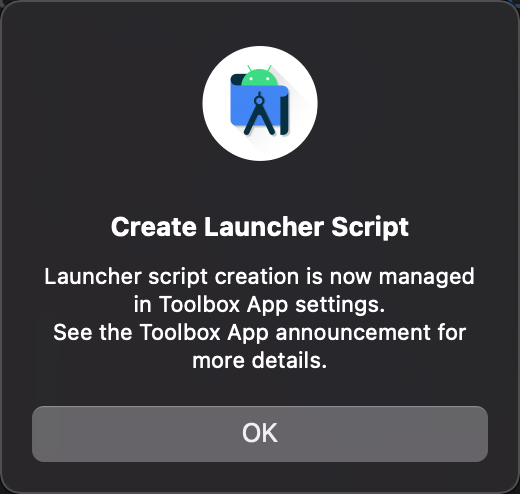 Create Launcher Script
Launcher script creation is now managed
in Toolbox App settings.
See the Toolbox App announcement for
more details.
OK